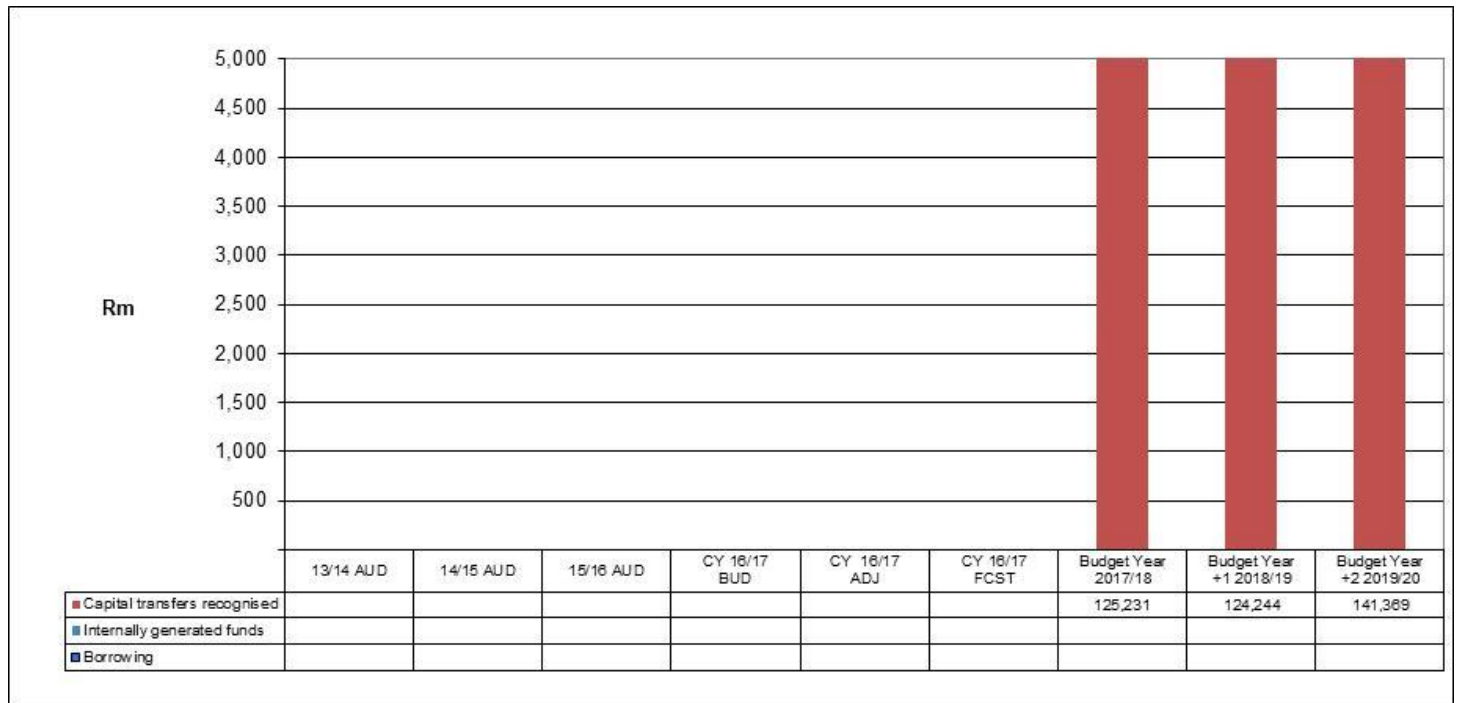 5,000
4,500
4,000
3,500
3,000
Rm
2,500
2,000
1,500
1,000
500
13/14 AUD 14/15 AUD 15/16 AUD CY 16/17 CY 16/17 CY 16/17 Budget Year Budget Year Budget Year
BUD ADJ FCST 2017/18 +1 2018/19 +2 2019/20
Capital transfers recognised 125,231 124,244 141,369
Internally generated funds
Borrowing